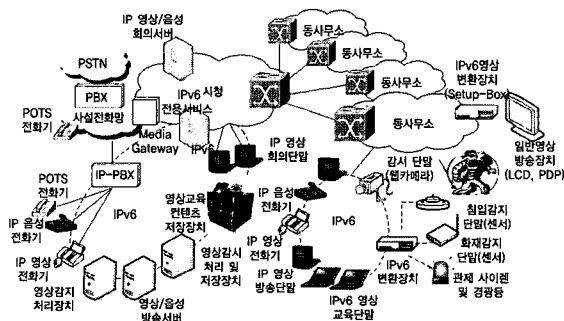 IP 영상/음성
회의서버
동사무소
동사무소
동사무소
동사무소
PSTN
PBX
사설전화망
POTS
전화기
Media
Gateway
IPv6 시청
전용서비스
IPv6
IPv6영상
변환장치
(Setup-Box)
일반영상
방송장치
(LCD, PDP)
IP 영상
회의단말
감시 단말
(웹카메라)
IP-PBX
POTS
전화기
IP 음성
전화기
IPv6
IP 영상
전화기
영상교육
컨텐츠
저장장치
IP 음성
전화기
IPv6
IP 영상
전화기
침입감지
단말(센서)
화재감지
단말(센서)
IPv6
변환장치
관제 사이렌
및 경광등
영상감지
처리장치
영상/음성
방송서버
영상감시
처리 및
저장장치
IP 영상
방송단말
IPv6 영상
교육단말